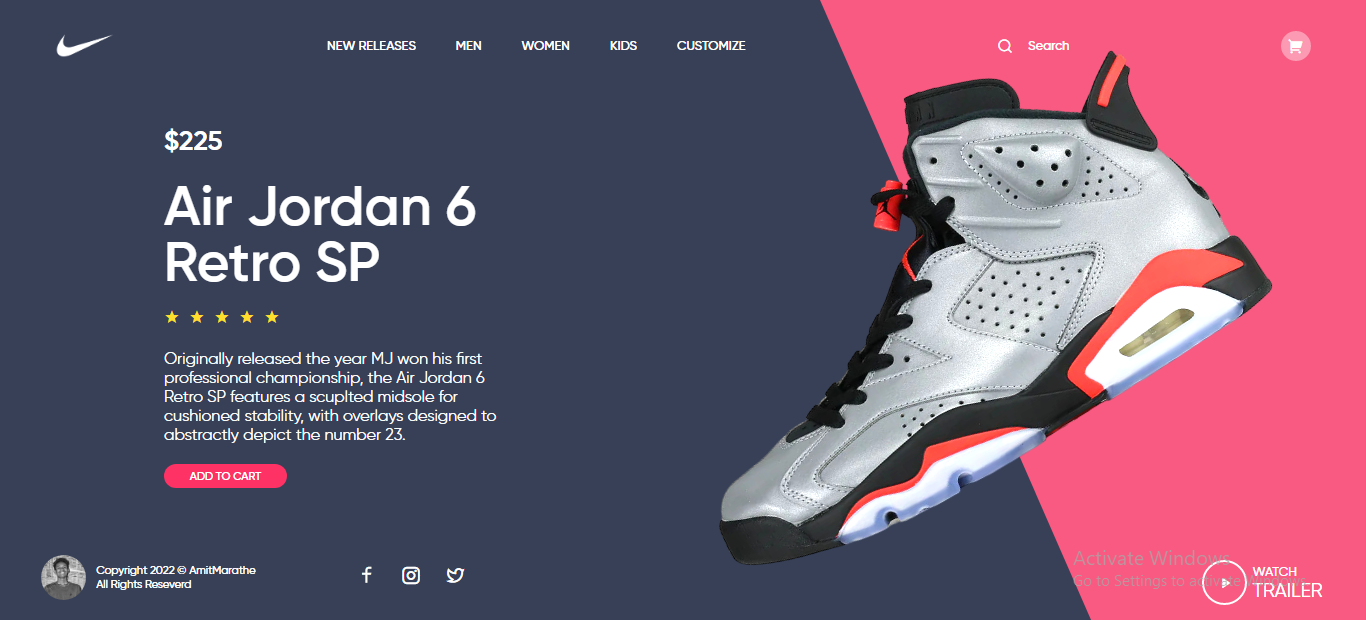 NEW RELEASES MEN WOMEN KIDS CUSTOMIZE Search
$225
Air Jordan 6
Retro SP
Originally released the year MJ won his first
professional championship, the Air Jordan 6
Retro SP features a scuplted midsole for
cushioned stability, with overlays designed to
abstractly depict the number 23.
ADD TO CART
Copyright 2022 © AmitMarathe
All Rights Reseverd
Activate Windows
Go to Settings to activate Windows.
WATCH
TRAILER